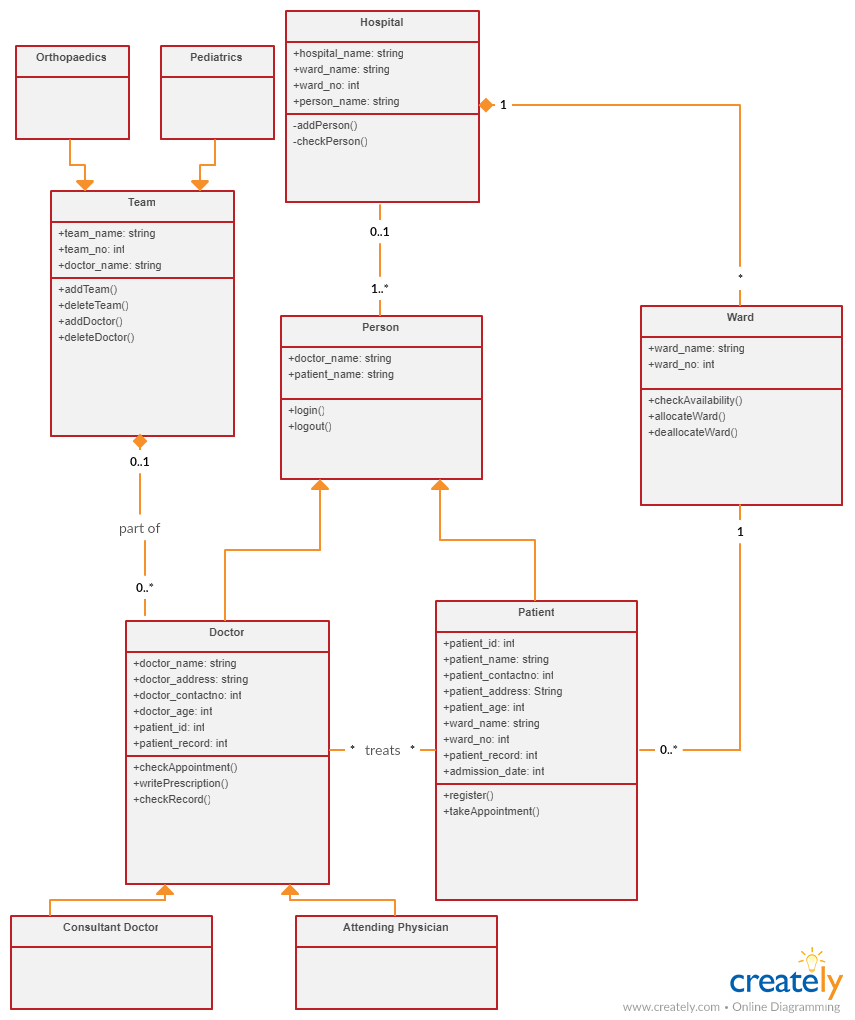 Hospital
+hospital_name: string
+ward_name: string
+ward_no: int
+person_name: string
-addPerson()
-checkPerson()
Orthopaedics
Pediatrics
1
*
Team
+team_name: string
+team_no: int
+doctor_name: string
+addTeam()
+deleteTeam()
+addDoctor()
+deleteDoctor()
0..1
1..*
Person
+doctor_name: string
+patient_name: string
+login()
+logout()
Ward
+ward_name: string
+ward_no: int
+checkAvailability()
+allocateWard()
+deallocateWard()
0..1
part of
0..*
1
0..*
Doctor
+doctor_name: string
+doctor_address: string
+doctor_contactno: int
+doctor_age: int
+patient_id: int
+patient_record: int
+checkAppointment()
+writePrescription()
+checkRecord()
* treats *
Patient
+patient_id: int
+patient_name: string
+patient_contactno: int
+patient_address: String
+patient_age: int
+ward_name: string
+ward_no: int
+patient_record: int
+admission_date: int
+register()
+takeAppointment()
Consultant Doctor
Attending Physician
creately
www.creately.com • Online Diagramming